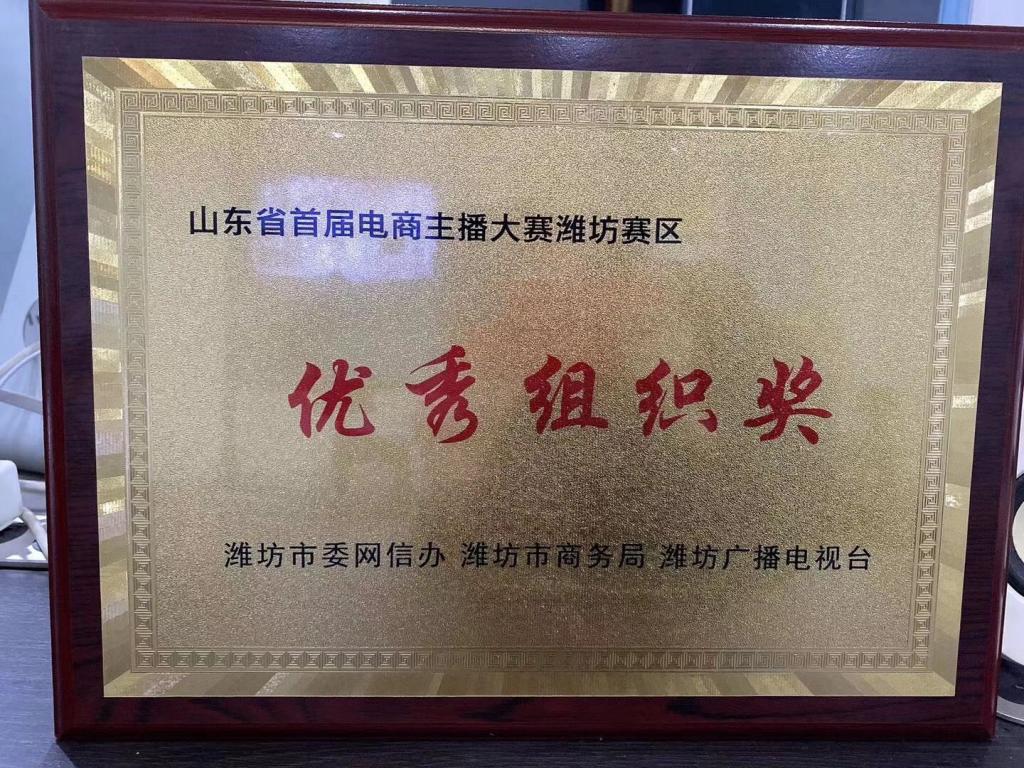 山东省首届电商主播大赛潍坊赛区
优秀组织奖
潍坊市委网信办 潍坊市商务局 潍坊广播电视台